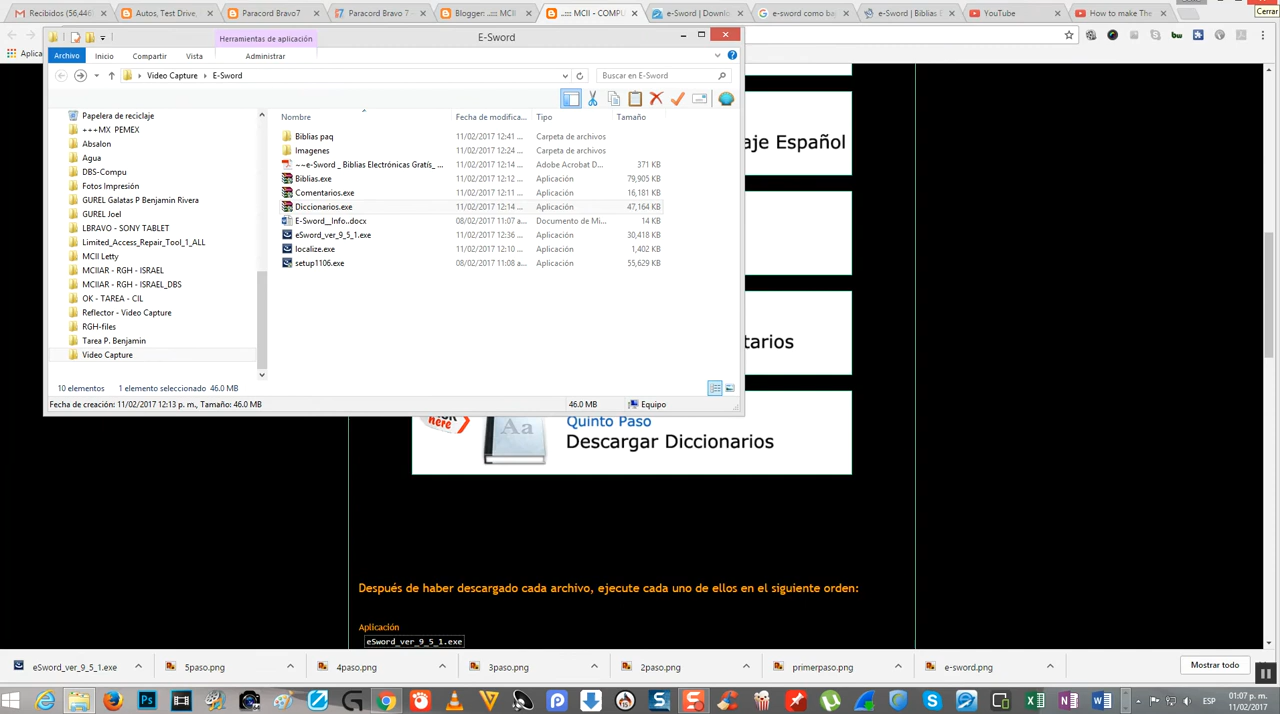 Recibidos (56,446)
Autos, Test Drive,
Paracord Bravo7
Paracord Bravo 7 -
Blogger: ..::: MCII
..::: MCII - COMPU
e-Sword | Downlo
e-sword como baj
e-Sword | Biblias E
YouTube
How to make The
Cerrar
Aplica
Herramientas de aplicación
E-Sword
Archivo
Inicio
Compartir
Vista
Administrar
Video Capture
E-Sword
Buscar en E-Sword
Papelera de reciclaje
+++MX PEMEX
Absalon
Agua
DBS-Compu
Fotos Impresión
GUREL Galatas P Benjamin Rivera
GUREL Joel
LBRAVO - SONY TABLET
Limited_Access_Repair_Tool_1_ALL
MCII Letty
MCIIAR - RGH - ISRAEL
MCIIAR - RGH - ISRAEL_DBS
OK - TAREA - CIL
Reflector - Video Capture
RGH-files
Tarea P. Benjamin
Video Capture
Nombre Fecha de modifica... Tipo Tamaño
Biblias paq 11/02/2017 12:41 ... Carpeta de archivos
Imagenes 11/02/2017 12:24 ... Carpeta de archivos
~~e-Sword _ Biblias Electrónicas Gratis_ ... 11/02/2017 12:14 ... Adobe Acrobat D... 371 KB
Biblias.exe 11/02/2017 12:12 ... Aplicación 79,905 KB
Comentarios.exe 11/02/2017 12:11 ... Aplicación 16,181 KB
Diccionarios.exe 11/02/2017 12:14 ... Aplicación 47,164 KB
E-Sword__Info..docx 08/02/2017 11:07 a... Documento de Mi... 14 KB
eSword_ver_9_5_1.exe 11/02/2017 12:36 ... Aplicación 30,418 KB
localize.exe 11/02/2017 12:10 ... Aplicación 1,402 KB
setup1106.exe 08/02/2017 11:08 a... Aplicación 55,629 KB
10 elementos 1 elemento seleccionado 46.0 MB
Fecha de creación: 11/02/2017 12:13 p. m., Tamaño: 46.0 MB
46.0 MB
Equipo
aje Español
tarios
here
Aa
Quinto Paso
Descargar Diccionarios
Después de haber descargado cada archivo, ejecute cada uno de ellos en el siguiente orden:
Aplicación
eSword_ver_9_5_1.exe
eSword_ver_9_5_1.exe
5paso.png
4paso.png
3paso.png
2paso.png
primerpaso.png
e-sword.png
Mostrar todo
ESP
01:07 p. m.
11/02/2017